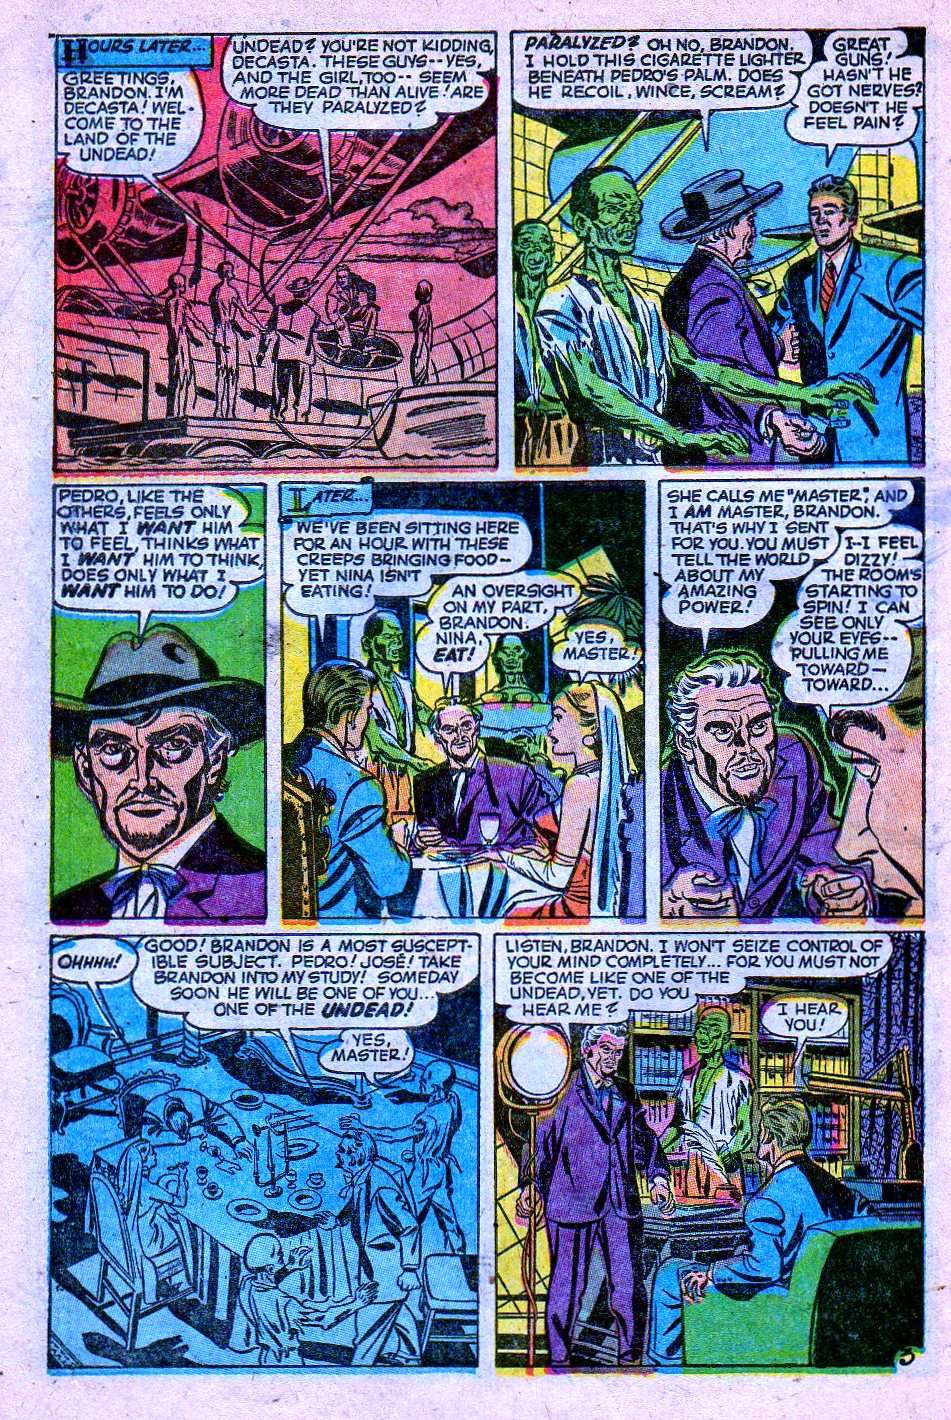 HOURS LATER...
GREETINGS,
BRANDON. I'M
DECASTA! WEL-
COME TO THE
LAND OF THE
UNDEAD!
UNDEAD? YOU'RE NOT KIDDING,
DECASTA. THESE GUYS--YES,
AND THE GIRL, TOO-- SEEM
MORE DEAD THAN ALIVE! ARE
THEY PARALYZED?
PARALYZED? OH NO, BRANDON.
I HOLD THIS CIGARETTE LIGHTER
BENEATH PEDRO'S PALM. DOES
HE RECOIL, WINCE, SCREAM?
GREAT
GUNS!
HASN'T HE
GOT NERVES?
DOESN'T HE
FEEL PAIN?
PEDRO, LIKE THE
OTHERS, FEELS ONLY
WHAT I WANT HIM
TO FEEL, THINKS WHAT
I WANT HIM TO THINK,
DOES ONLY WHAT I
WANT HIM TO DO!
LATER...
WE'VE BEEN SITTING HERE
FOR AN HOUR WITH THESE
CREEPS BRINGING FOOD--
YET NINA ISN'T
EATING!
AN OVERSIGHT
ON MY PART,
BRANDON.
NINA,
EAT!
YES,
MASTER!
SHE CALLS ME "MASTER", AND
I AM MASTER, BRANDON.
THAT'S WHY I SENT
FOR YOU. YOU MUST
TELL THE WORLD
ABOUT MY
AMAZING
POWER!
I-I FEEL
DIZZY!
THE ROOM'S
STARTING TO
SPIN! I CAN
SEE ONLY
YOUR EYES--
PULLING ME
TOWARD--
TOWARD...
OHHHH!
GOOD! BRANDON IS A MOST SUSCEPT-
IBLE SUBJECT. PEDRO! JOSÉ! TAKE
BRANDON INTO MY STUDY! SOMEDAY
SOON HE WILL BE ONE OF YOU...
ONE OF THE UNDEAD!
YES,
MASTER!
LISTEN, BRANDON. I WON'T SEIZE CONTROL OF
YOUR MIND COMPLETELY... FOR YOU MUST NOT
BECOME LIKE ONE OF THE
UNDEAD, YET. DO YOU
HEAR ME?
I HEAR
YOU!
3